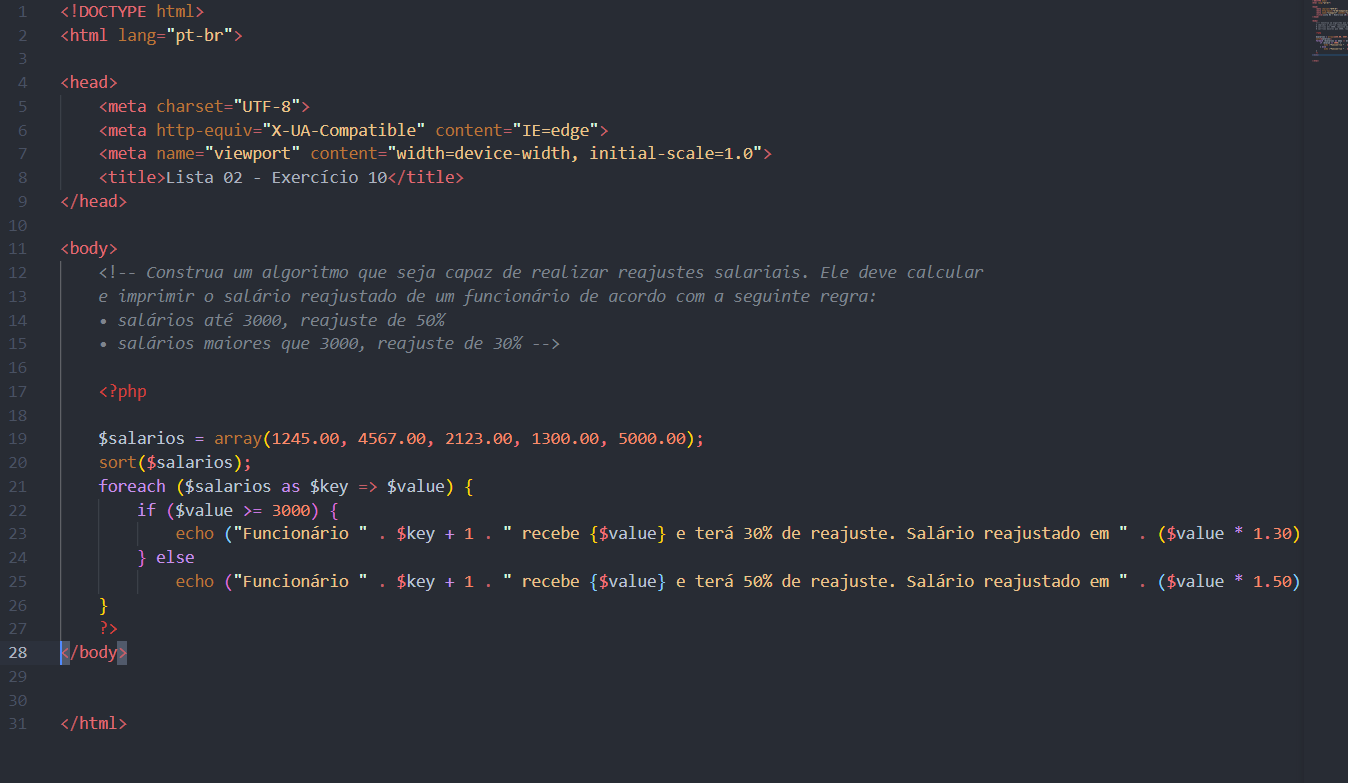 1 <!DOCTYPE html>
2 <html lang="pt-br">
3
4 <head>
5     <meta charset="UTF-8">
6     <meta http-equiv="X-UA-Compatible" content="IE=edge">
7     <meta name="viewport" content="width=device-width, initial-scale=1.0">
8     <title>Lista 02 - Exercício 10</title>
9 </head>
10
11 <body>
12     <!-- Construa um algoritmo que seja capaz de realizar reajustes salariais. Ele deve calcular
13     e imprimir o salário reajustado de um funcionário de acordo com a seguinte regra:
14     • salários até 3000, reajuste de 50%
15     • salários maiores que 3000, reajuste de 30% -->
16
17     <?php
18
19     $salarios = array(1245.00, 4567.00, 2123.00, 1300.00, 5000.00);
20     sort($salarios);
21     foreach ($salarios as $key => $value) {
22         if ($value >= 3000) {
23             echo ("Funcionário " . $key + 1 . " recebe {$value} e terá 30% de reajuste. Salário reajustado em " . ($value * 1.30)
24         } else
25             echo ("Funcionário " . $key + 1 . " recebe {$value} e terá 50% de reajuste. Salário reajustado em " . ($value * 1.50)
26     }
27     ?>
28 </body>
29
30
31 </html>